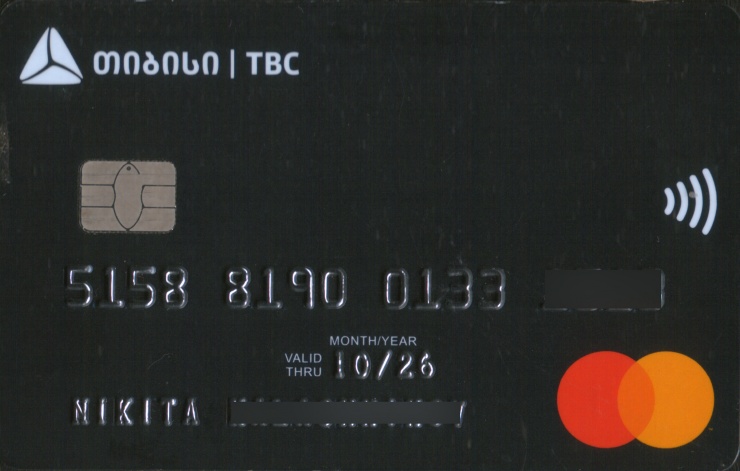 თიბისი | TBC
5158 8190 0133
MONTH/YEAR
VALID THRU 10/26
NIKITA